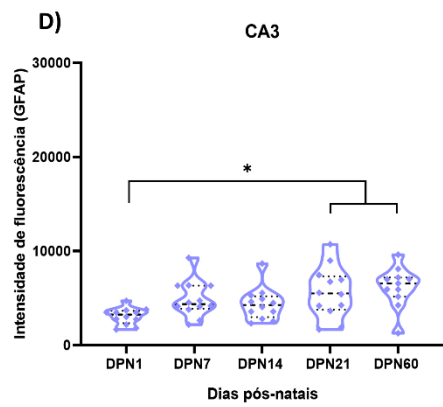 D)
CA3
Intensidade de fluorescência (GFAP)
30000
20000
10000
0
*
DPN1 DPN7 DPN14 DPN21 DPN60
Dias pós-natais